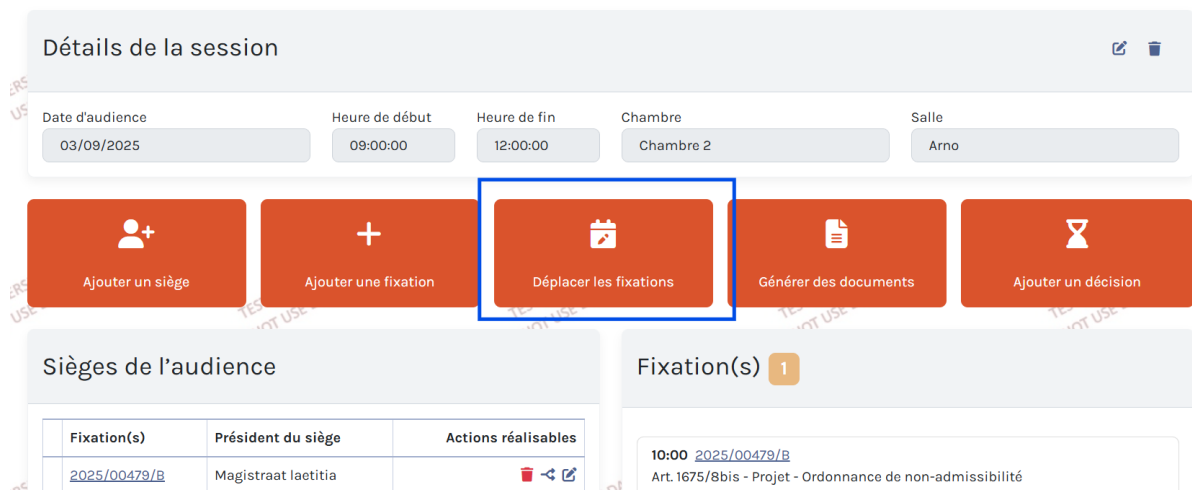 Détails de la session
Date d'audience Heure de début Heure de fin Chambre Salle
03/09/2025 09:00:00 12:00:00 Chambre 2 Arno
Ajouter un siège Ajouter une fixation Déplacer les fixations Générer des documents Ajouter un décision
Sièges de l’audience
Fixation(s) 1
Fixation(s) Président du siège Actions réalisables
2025/00479/B Magistraat laetitia
10:00 2025/00479/B
Art. 1675/8bis - Projet - Ordonnance de non-admissibilité